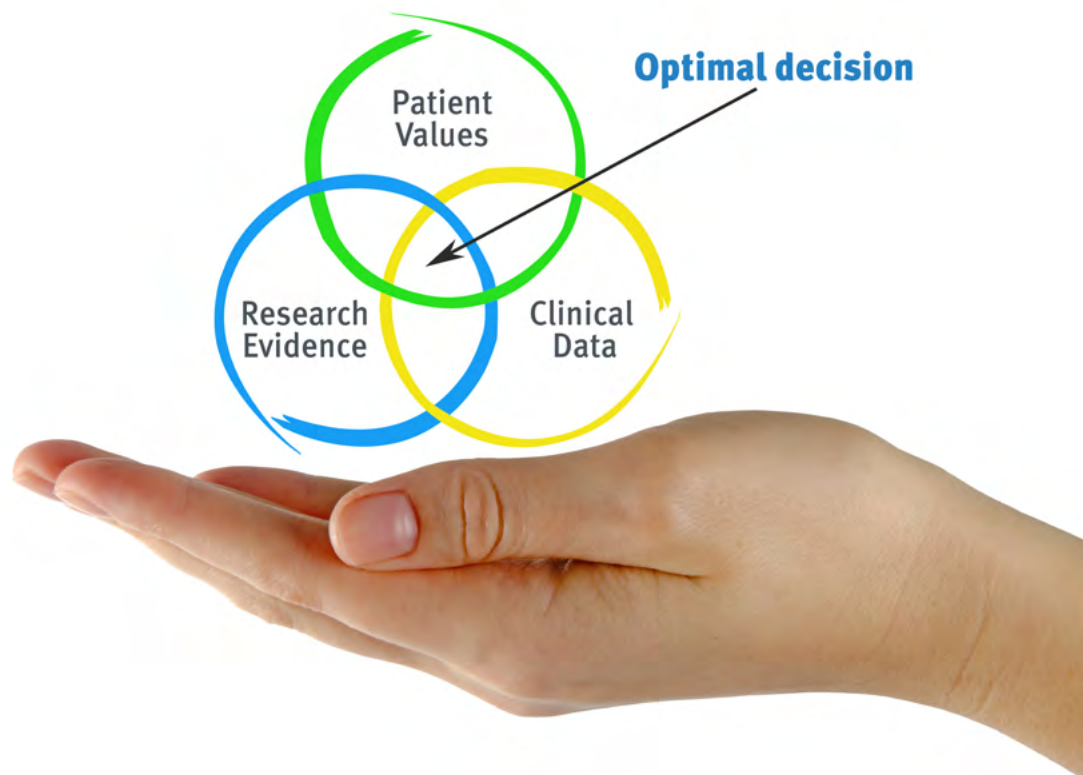 Optimal decision
Patient
Values
Research
Evidence
Clinical
Data